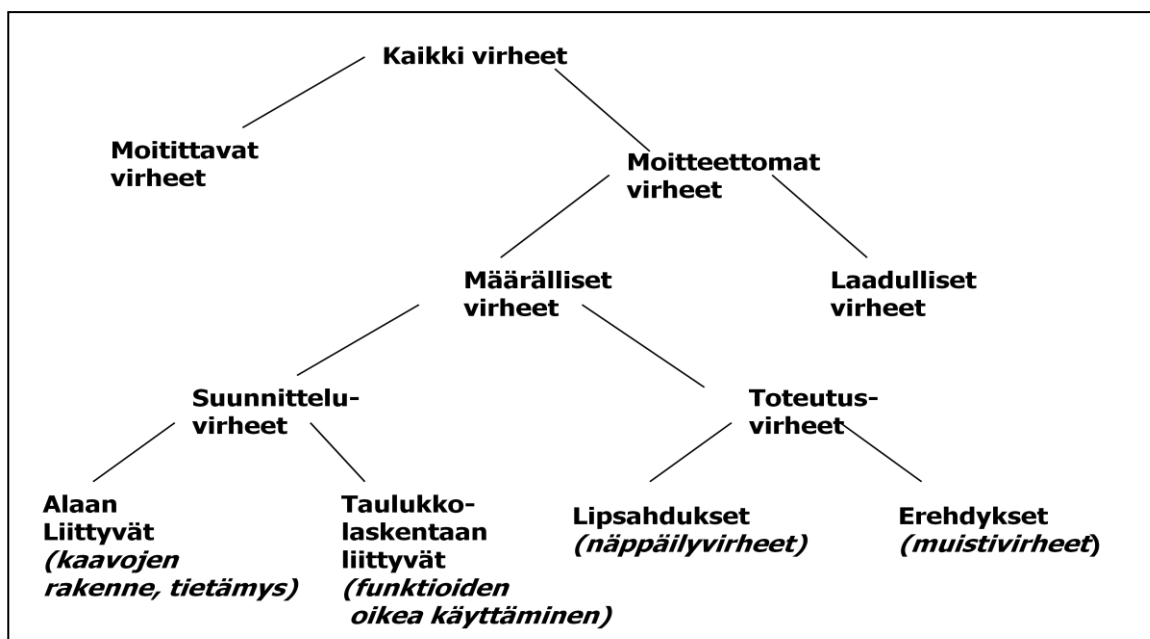 Kaikki virheet
Moitittavat
virheet
Moitteettomat
virheet
Määrälliset
virheet
Laadulliset
virheet
Suunnittelu-
virheet
Toteutus-
virheet
Alaan
Liittyvät
(kaavojen
rakenne, tietämys)
Taulukko-
laskentaan
liittyvät
(funktioiden
oikea käyttäminen)
Lipsahdukset
(näppäilyvirheet)
Erehdykset
(muistivirheet)